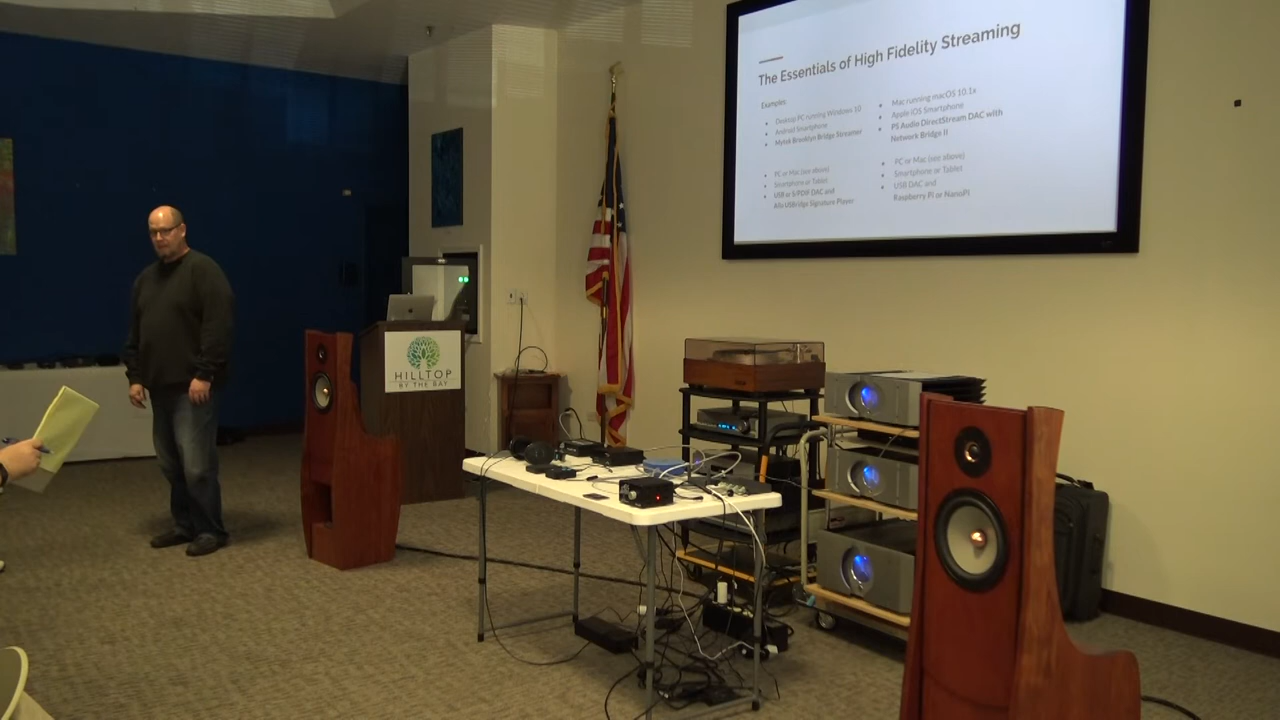 The Essentials of High Fidelity Streaming
Examples
Desktop PC running Windows 10
Android Smartphone
Mytek Brooklyn Bridge Streamer
Mac running macOS 10.1x
Apple iOS Smartphone
PS Audio DirectStream DAC with
Network Bridge II
PC or Mac (see above)
Smartphone or Tablet
USB or S/PDIF DAC and
Allo USBridge Signature Player
PC or Mac (see above)
Smartphone or Tablet
USB DAC and
Raspberry Pi or NanoPi
HILLTOP
BY THE BAY